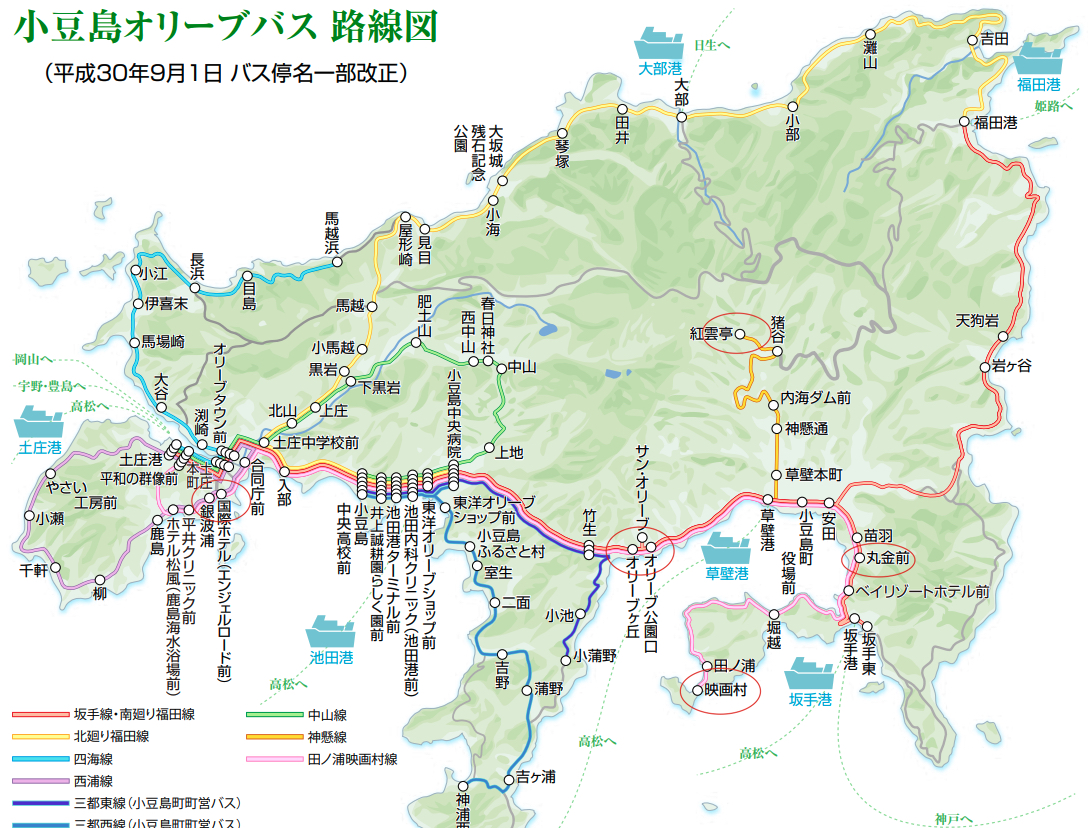 小豆島オリーブバス 路線図
(平成30年9月1日 バス停名一部改正)
大部港
日生へ
大部
灘山
吉田
福田港
姫路へ
福田港
小部
田井
琴塚
大坂城
残石記念
公園
小海
見目
屋形崎
馬越浜
目島
長浜
小江
伊喜末
馬場崎
大谷
渕崎
オリーブタウン前
馬越
小馬越
黒岩
下黒岩
肥土山
西中山
春日神社
中山
上地
小豆島中央病院
上庄
北山
土庄中学校前
岡山へ
宇野・豊島へ
高松へ
土庄港
土庄港
平和の群像前
土庄
本町
やさい
工房前
小瀬
千軒
柳
鹿島
ホテル松風(鹿島海水浴場前)
平井クリニック前
銀波浦
国際ホテル(エンジェルロード前)
合同庁前
入部
中央高校前
小豆島
井上誠耕園らしく園前
池田港ターミナル前
池田内科クリニック(池田港前)
東洋オリーブショップ前
東洋オリーブ
ショップ前
小豆島
ふるさと村
室生
二面
吉野
蒲野
吉ヶ浦
神浦西
竹生
小池
小蒲野
サン・オリーブ
オリーブヶ丘
オリーブ公園口
紅雲亭
猪谷
内海ダム前
神懸通
草壁本町
草壁港
草壁港
小豆島町
役場前
安田
苗羽
丸金前
ベイリゾートホテル前
坂手港
坂手東
堀越
田ノ浦
映画村
坂手港
天狗岩
岩ヶ谷
池田港
高松へ
高松へ
高松へ
神戸へ
坂手線・南廻り福田線
北廻り福田線
四海線
西浦線
三都東線(小豆島町町営バス)
三都西線(小豆島町町営バス)
中山線
神懸線
田ノ浦映画村線